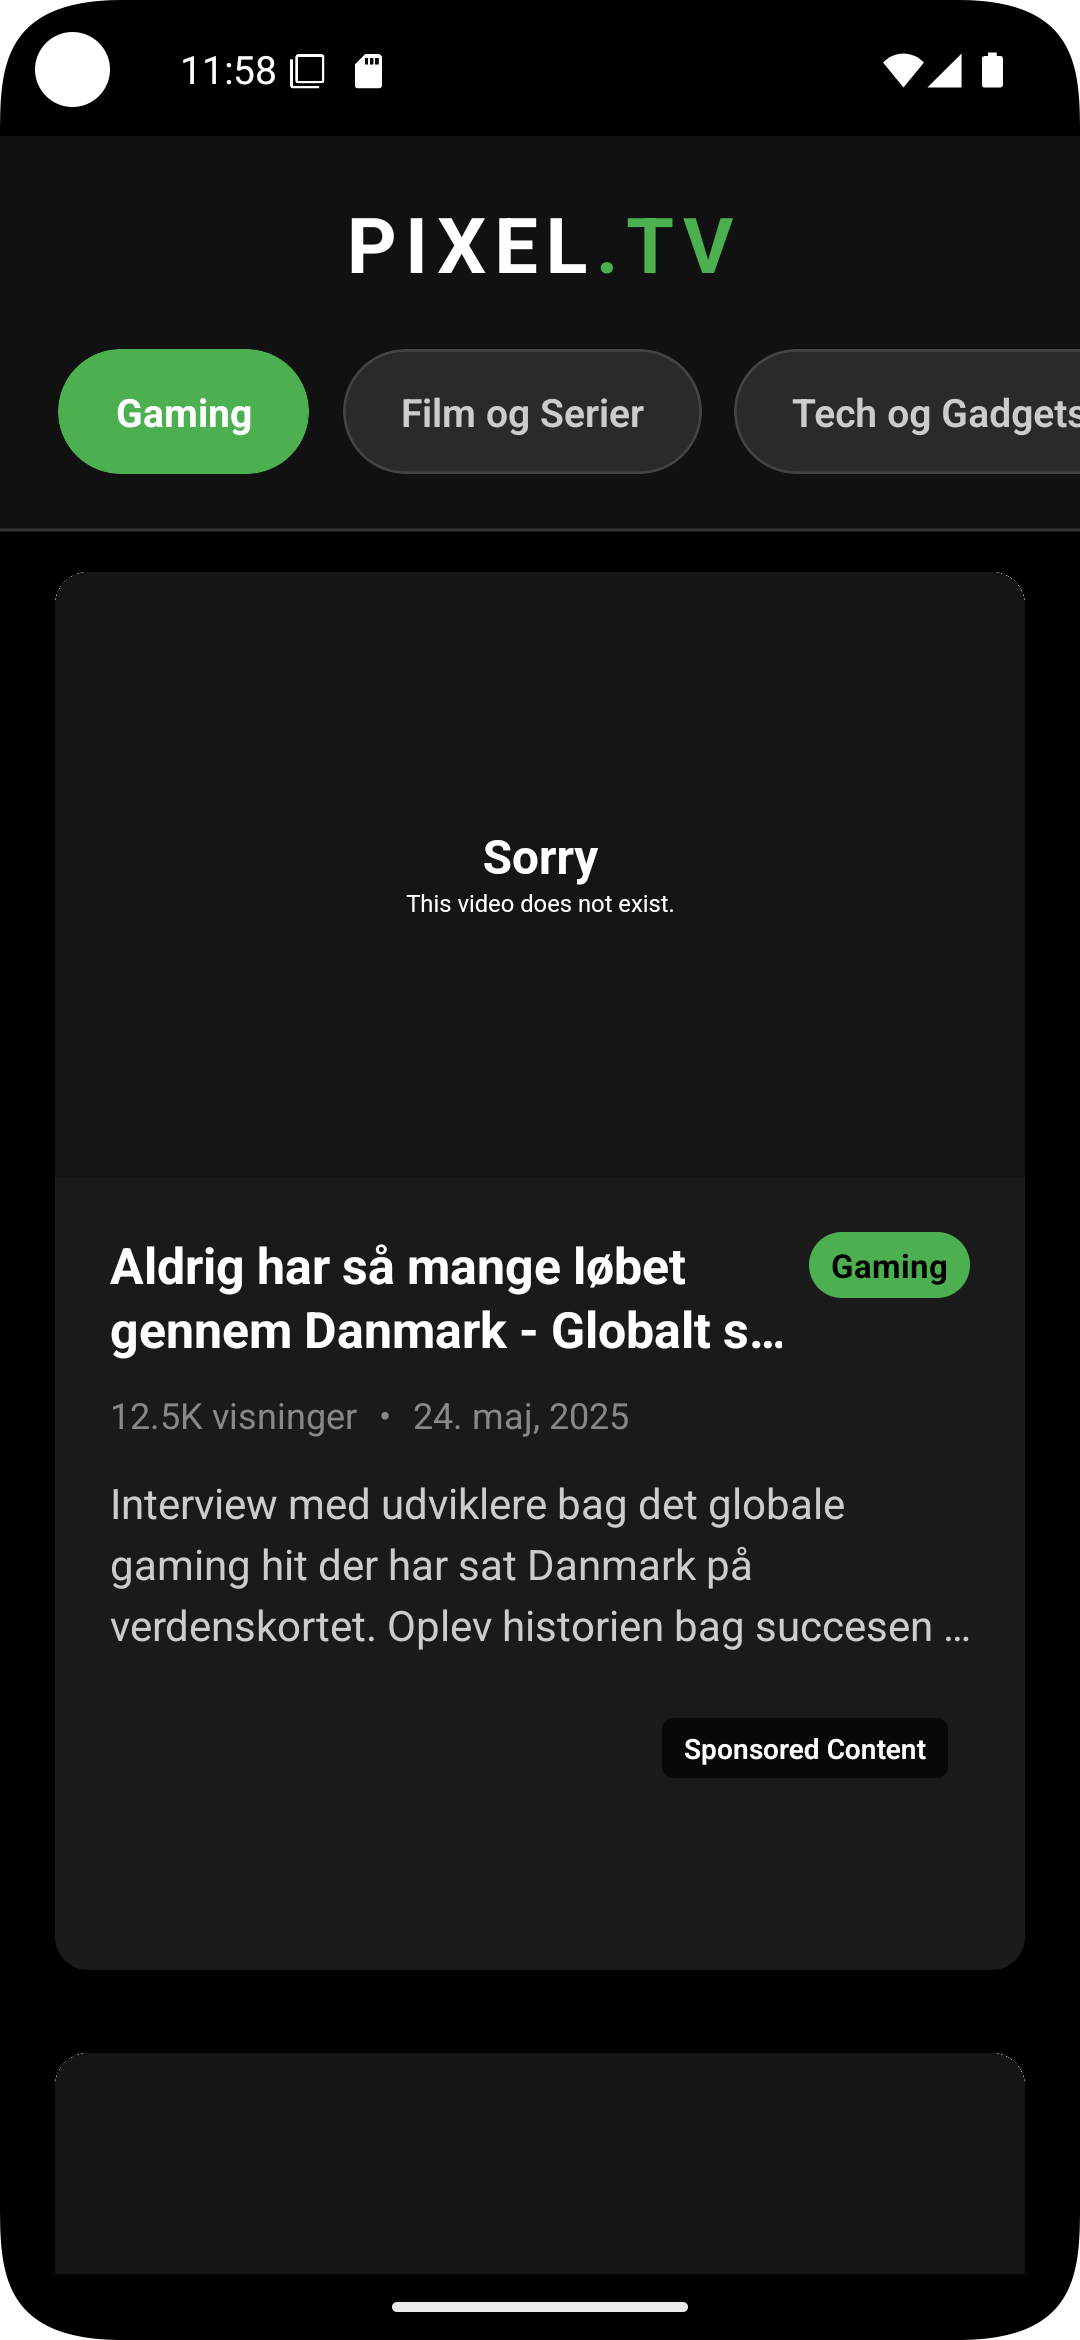 11:58
PIXEL.TV
Gaming
Film og Serier
Tech og Gadgets
Sorry
This video does not exist.
Aldrig har så mange løbet
gennem Danmark - Globalt s...
Gaming
12.5K visninger • 24. maj, 2025
Interview med udviklere bag det globale
gaming hit der har sat Danmark på
verdenskortet. Oplev historien bag succesen ...
Sponsored Content